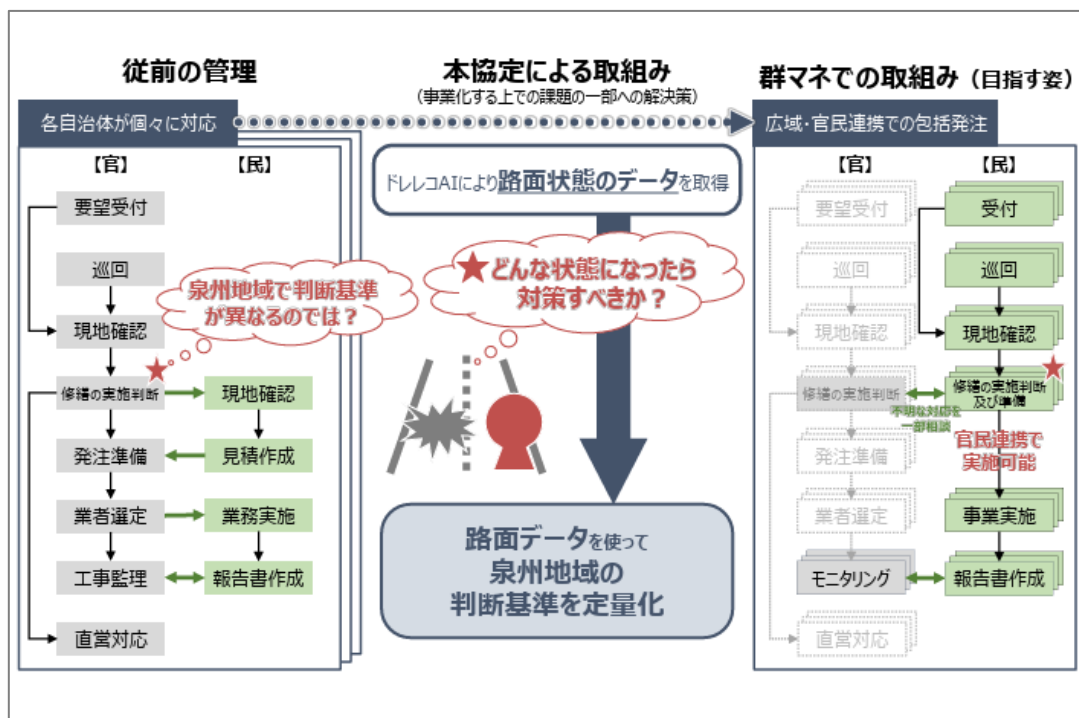 従前の管理
各自治体が個々に対応
【官】
【民】
要望受付
巡回
現地確認
泉州地域で判断基準
が異なるのでは？
修繕の実施判断
現地確認
発注準備
見積作成
業者選定
業務実施
工事監理
報告書作成
直営対応
本協定による取組み
（事業化する上での課題の一部への解決策）
ドレレコAIにより路面状態のデータを取得
どんな状態になったら
対策すべきか？
路面データを使って
泉州地域の
判断基準を定量化
群マネでの取組み（目指す姿）
広域・官民連携での包括発注
【官】
【民】
要望受付
受付
巡回
巡回
現地確認
現地確認
修繕の実施判断
修繕の実施判断
及び準備
不明な対応を
一部相談
官民連携で
実施可能
発注準備
業者選定
事業実施
モニタリング
報告書作成
直営対応